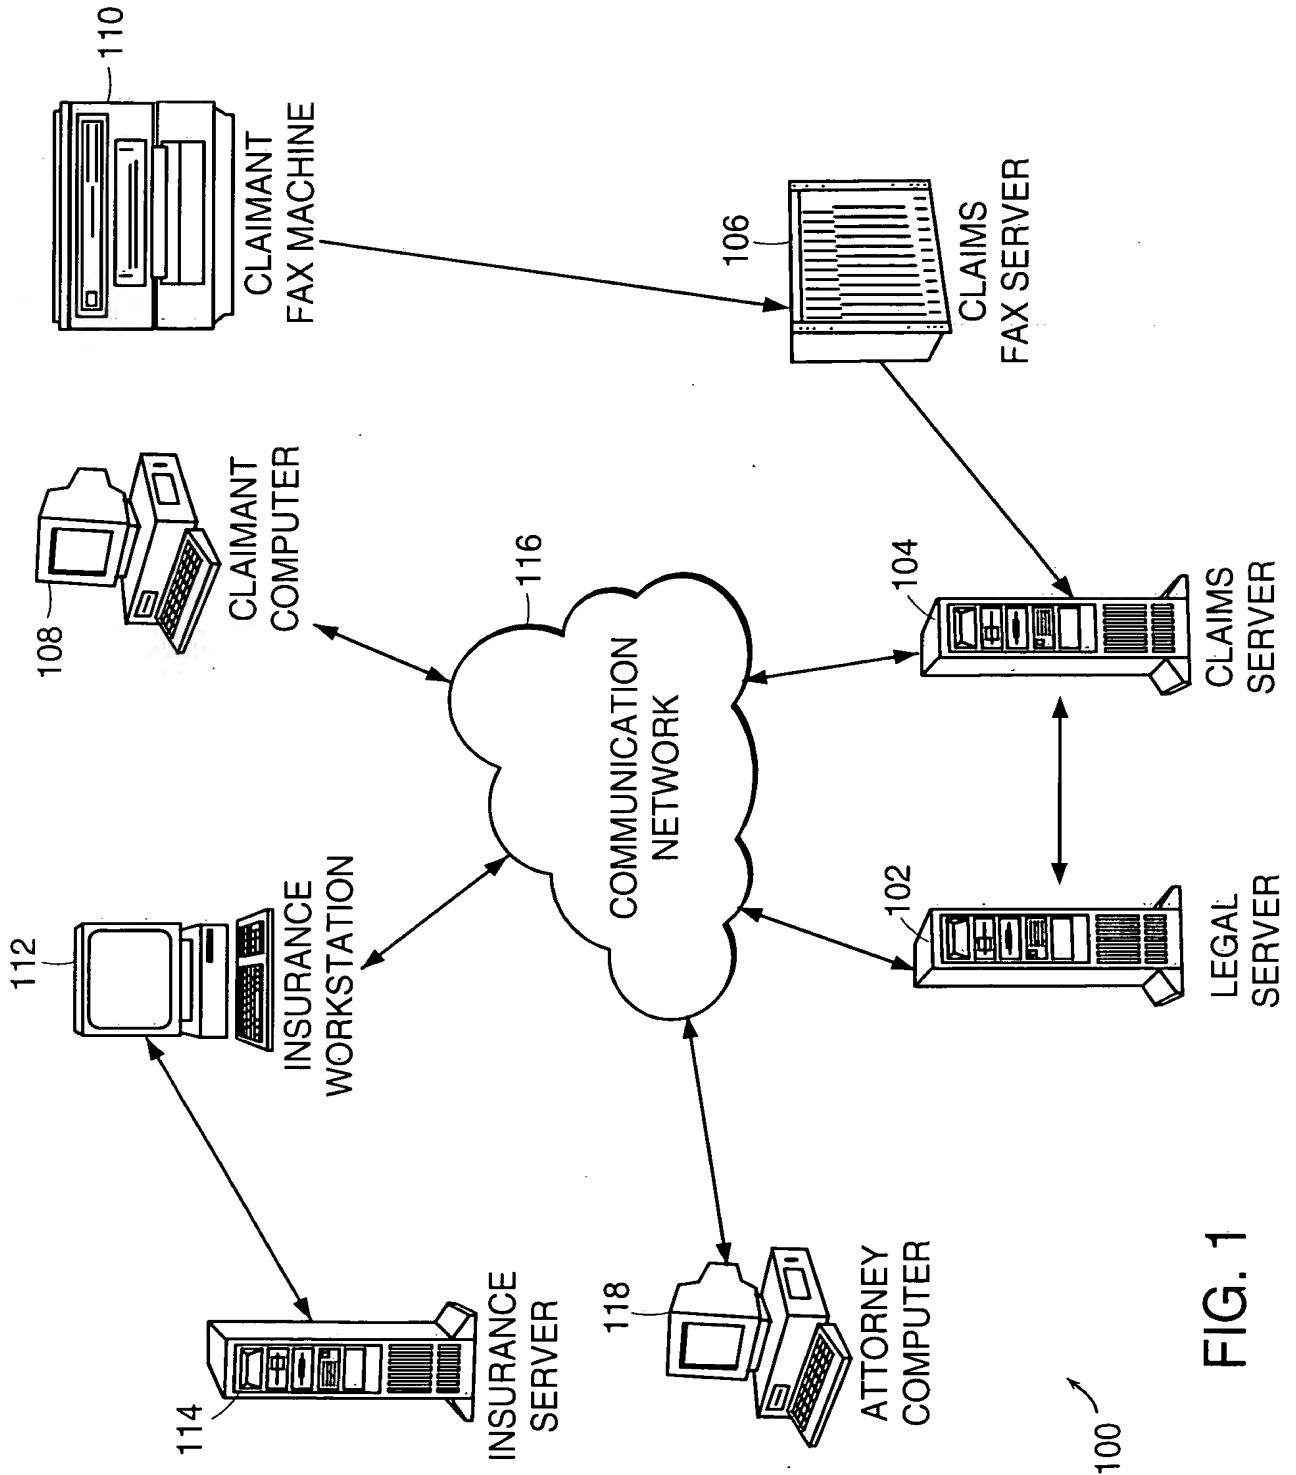 114
INSURANCE
SERVER
112
INSURANCE
WORKSTATION
108
CLAIMANT
COMPUTER
110
CLAIMANT
FAX MACHINE
116
COMMUNICATION
NETWORK
118
ATTORNEY
COMPUTER
102
LEGAL
SERVER
104
CLAIMS
SERVER
106
CLAIMS
FAX SERVER
100
FIG. 1